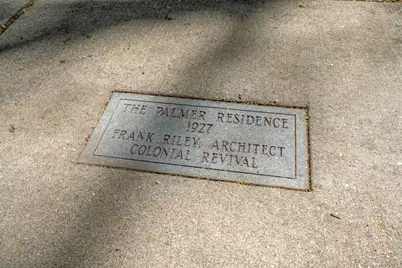 THE PALMER RESIDENCE
1927
FRANK RILEY, ARCHITECT
COLONIAL REVIVAL